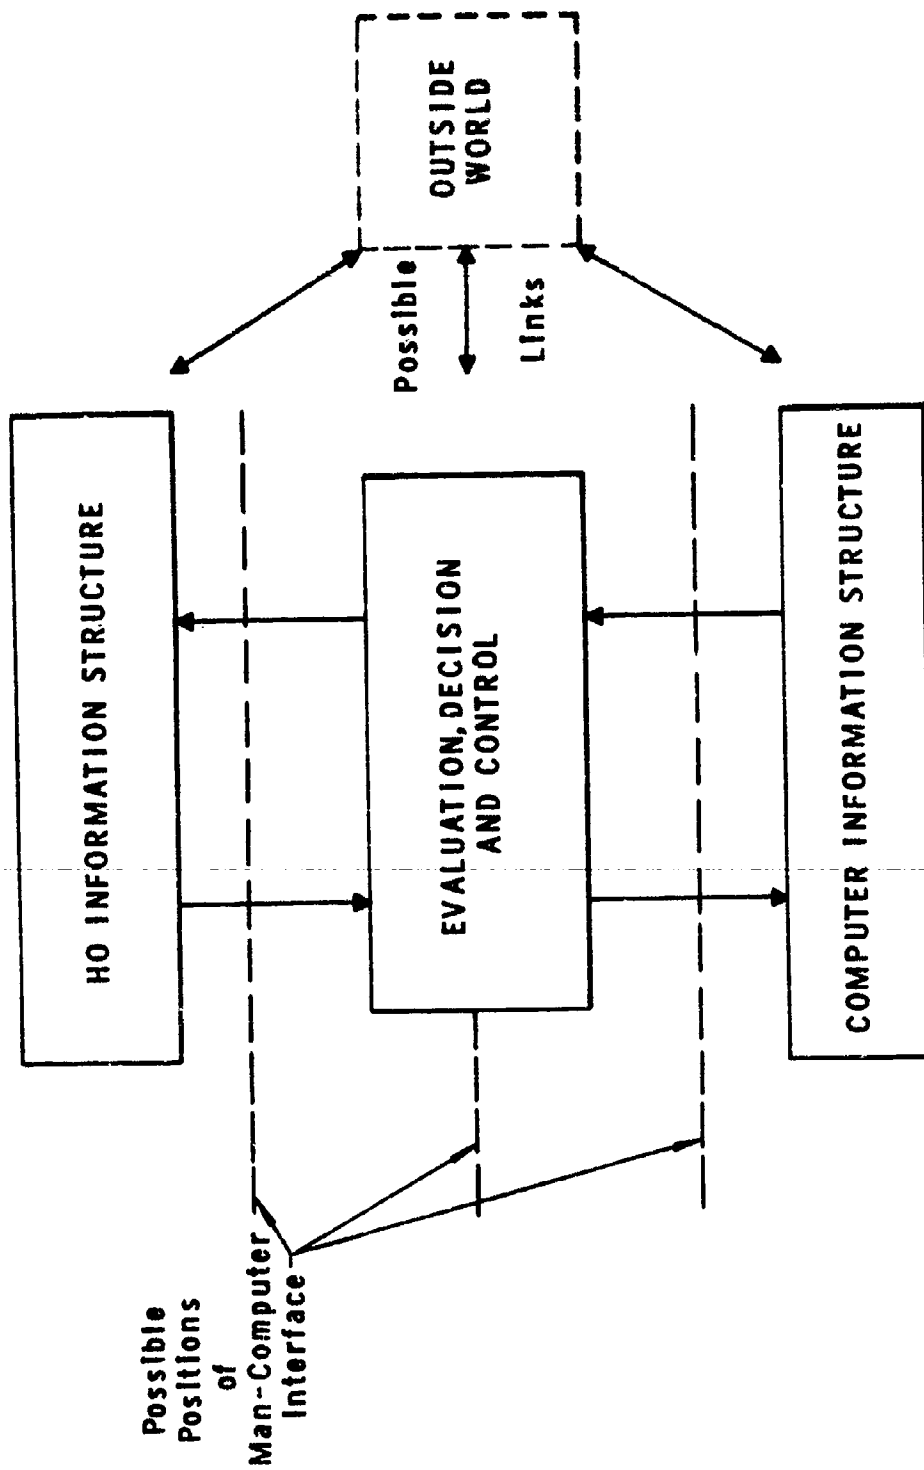 HO INFORMATION STRUCTURE
Possible
Positions
of
Man-Computer
Interface
EVALUATION, DECISION
AND CONTROL
Possible
Links
OUTSIDE
WORLD
COMPUTER INFORMATION STRUCTURE